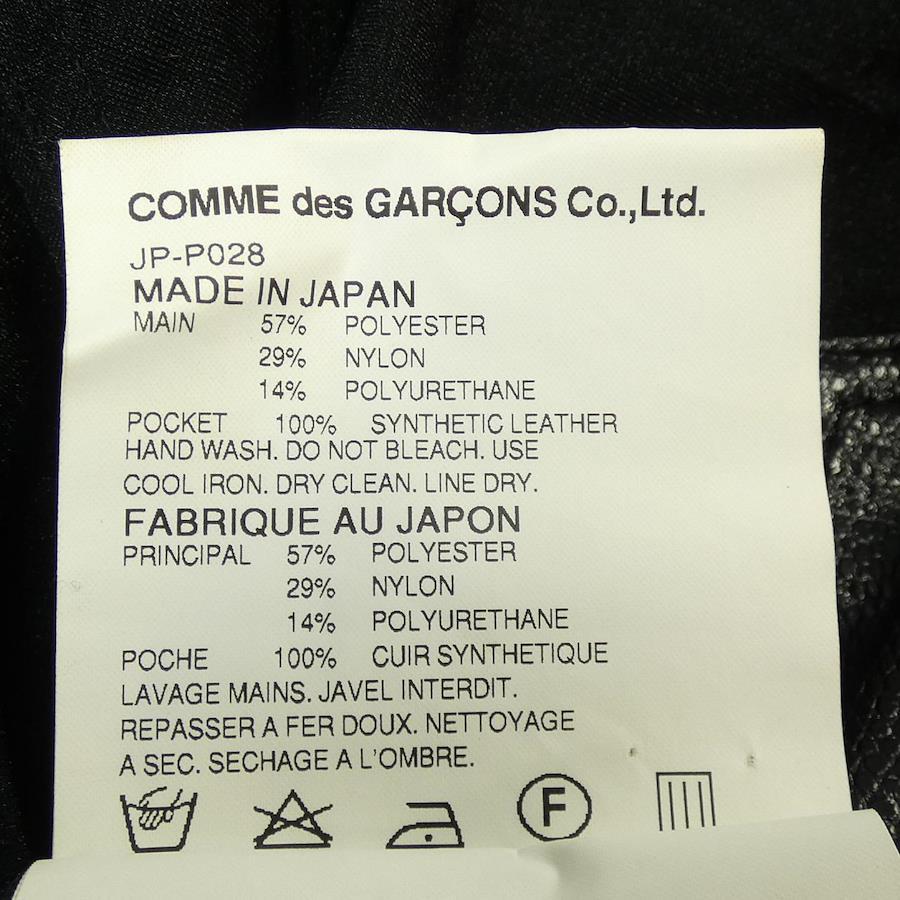 COMME des GARÇONS Co.,Ltd.
JP-P028
MADE IN JAPAN
MAIN 57% POLYESTER
29% NYLON
14% POLYURETHANE
POCKET 100% SYNTHETIC LEATHER
HAND WASH. DO NOT BLEACH. USE
COOL IRON. DRY CLEAN. LINE DRY.
FABRIQUE AU JAPON
PRINCIPAL 57% POLYESTER
29% NYLON
14% POLYURETHANE
POCHE 100% CUIR SYNTHETIQUE
LAVAGE MAINS. JAVEL INTERDIT.
REPASSER A FER DOUX. NETTOYAGE
A SEC. SECHAGE A L'OMBRE.
F